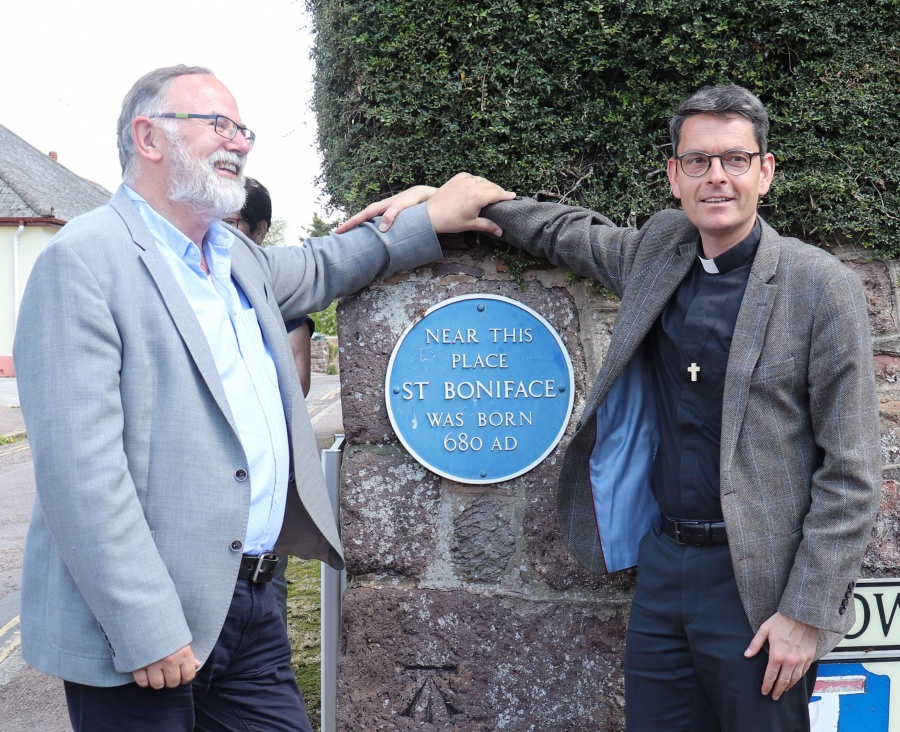 NEAR THIS
PLACE
ST BONIFACE
WAS BORN
680 AD